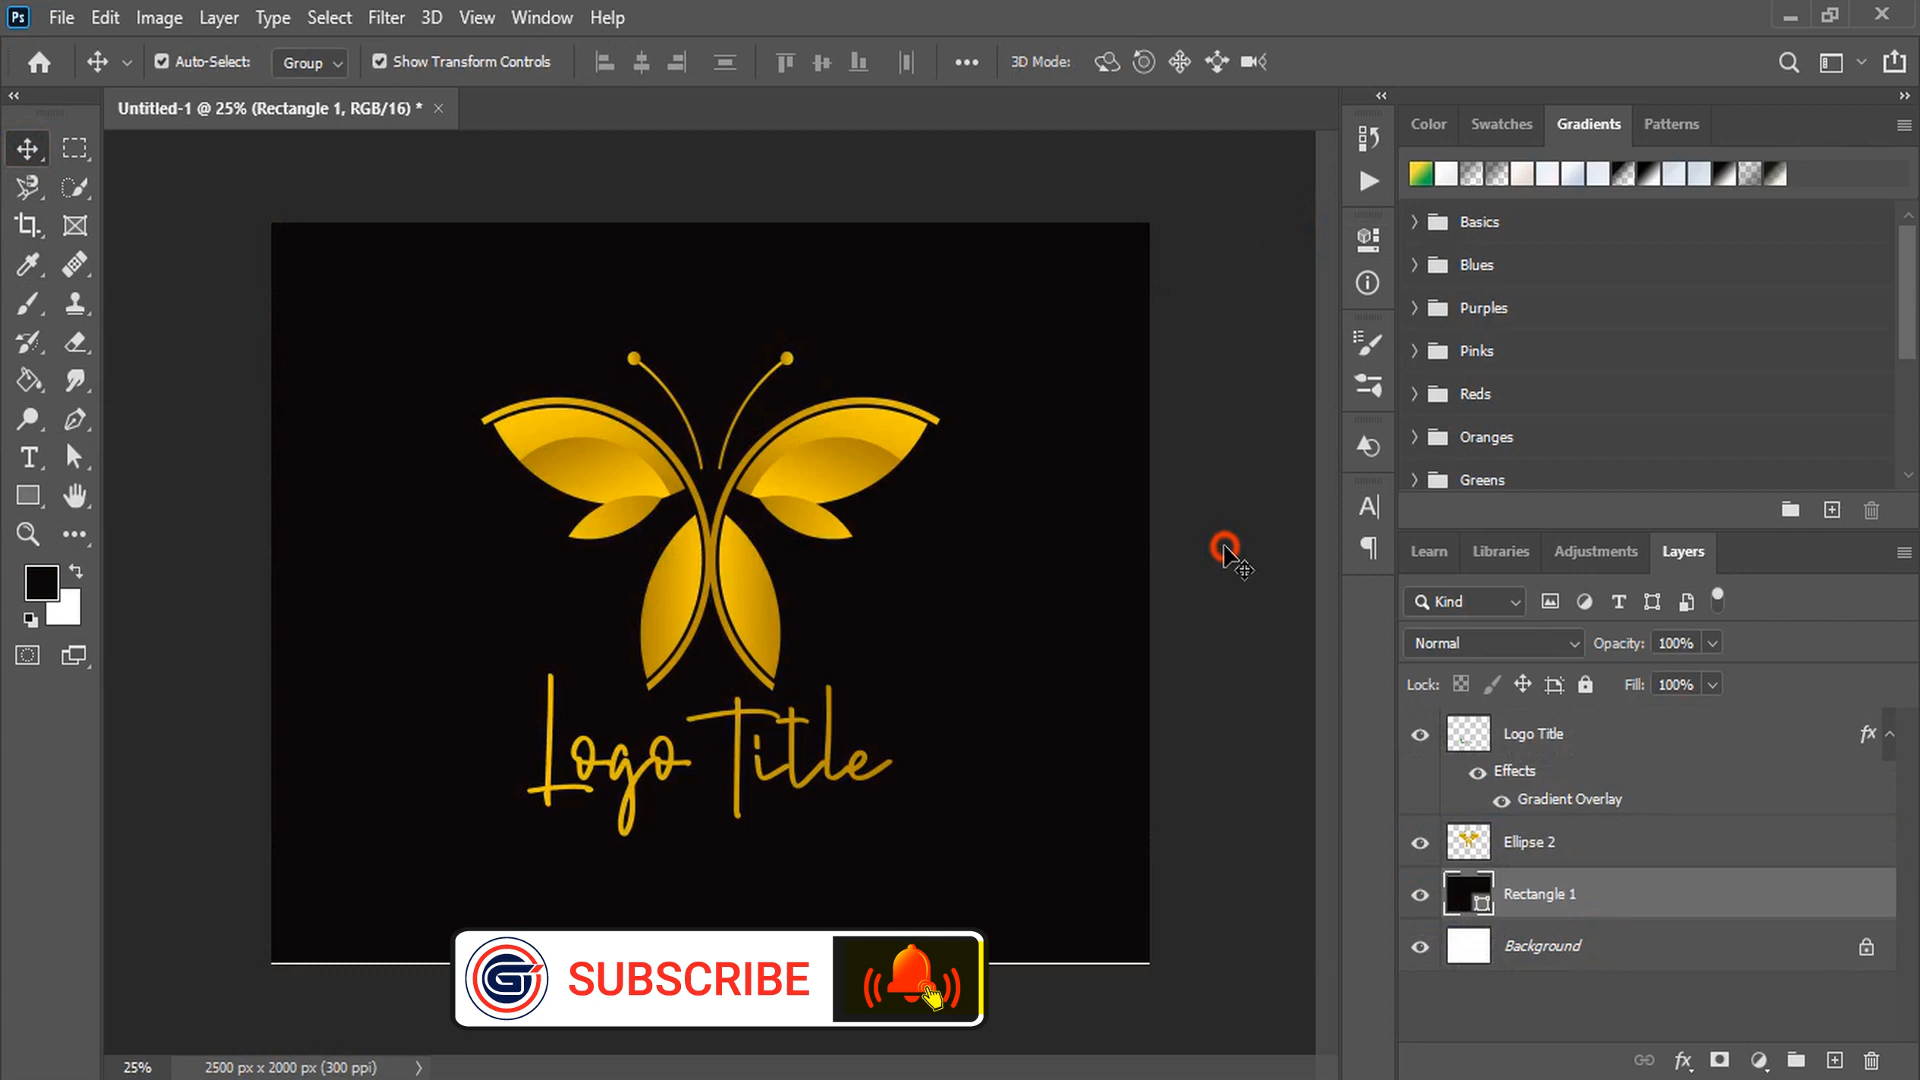 Ps File Edit Image Layer Type Select Filter 3D View Window Help
Auto-Select: Group Show Transform Controls 3D Mode:
Untitled-1 @ 25% (Rectangle 1, RGB/16) *
Color Swatches Gradients Patterns
Basics
Blues
Purples
Pinks
Reds
Oranges
Greens
Learn Libraries Adjustments Layers
Kind
Normal Opacity: 100%
Lock: Fill: 100%
Logo Title fx
Effects
Gradient Overlay
Ellipse 2
Rectangle 1
Background
Logo Title
SUBSCRIBE
25% 2500 px x 2000 px (300 ppi)